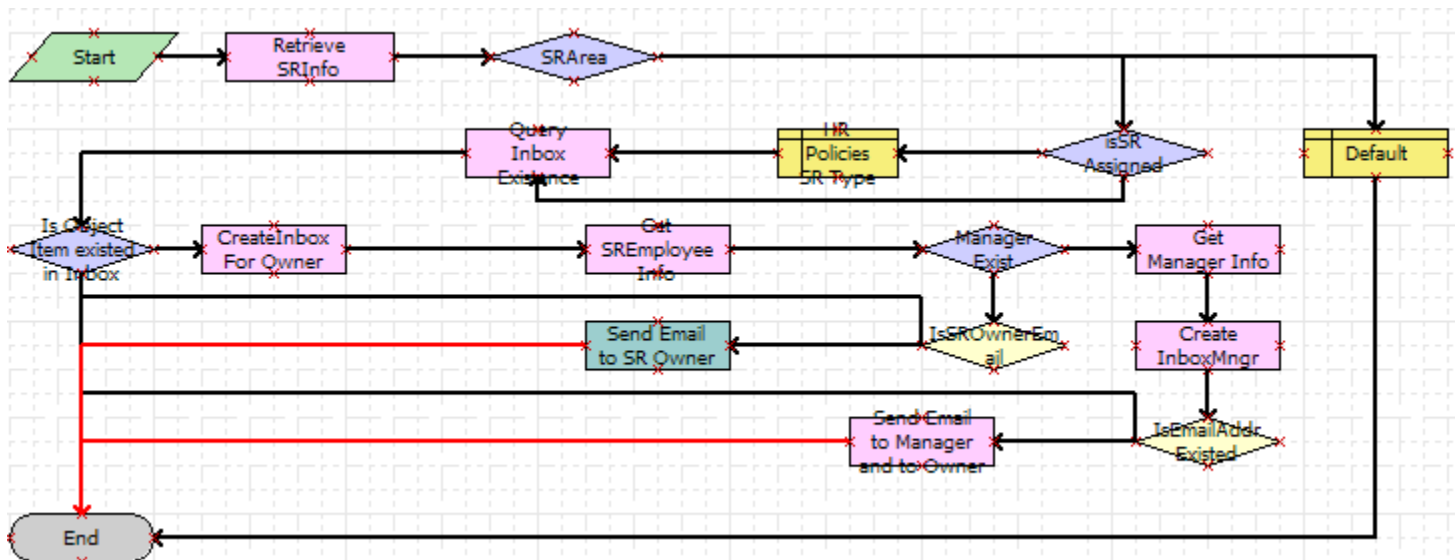 Start
Retrieve
SRInfo
SRArea
Query
Inbox
Existance
HR
Policies
SR Type
isSR
Assigned
Default
Is Object
Item existed
in Inbox
CreateInbox
For Owner
Get
SREmployee
Info
Manager
Exist
Get
Manager Info
Send Email
to SR Owner
IsSROwnerEm
ail
Create
InboxMngr
Send Email
to Manager
and to Owner
IsEmailAddr
Existed
End